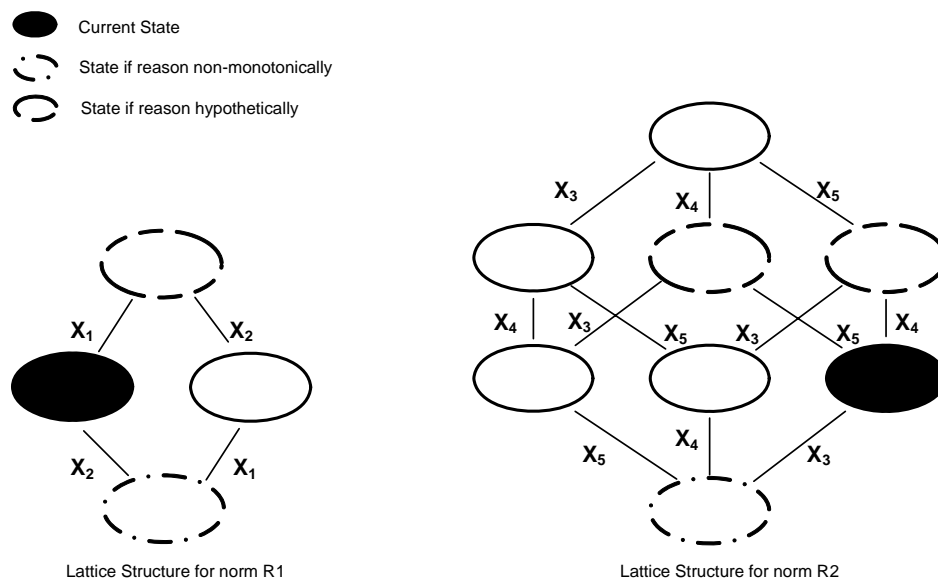 Current State
State if reason non-monotonically
State if reason hypothetically
X₃
X₄
X₅
X₁
X₂
X₄
X₃
X₅
X₃
X₅
X₄
X₂
X₁
X₅
X₄
X₃
Lattice Structure for norm R1
Lattice Structure for norm R2